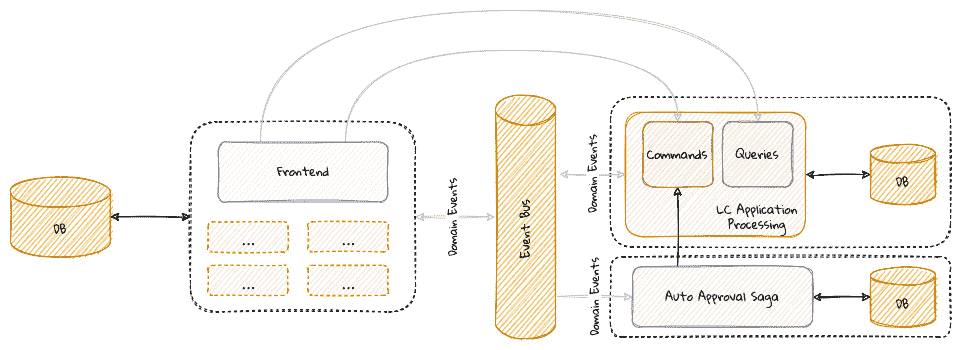 DB
Frontend
...
...
...
...
Domain Events
Event Bus
Domain Events
Commands
Queries
LC Application
Processing
DB
Domain Events
Auto Approval Saga
DB